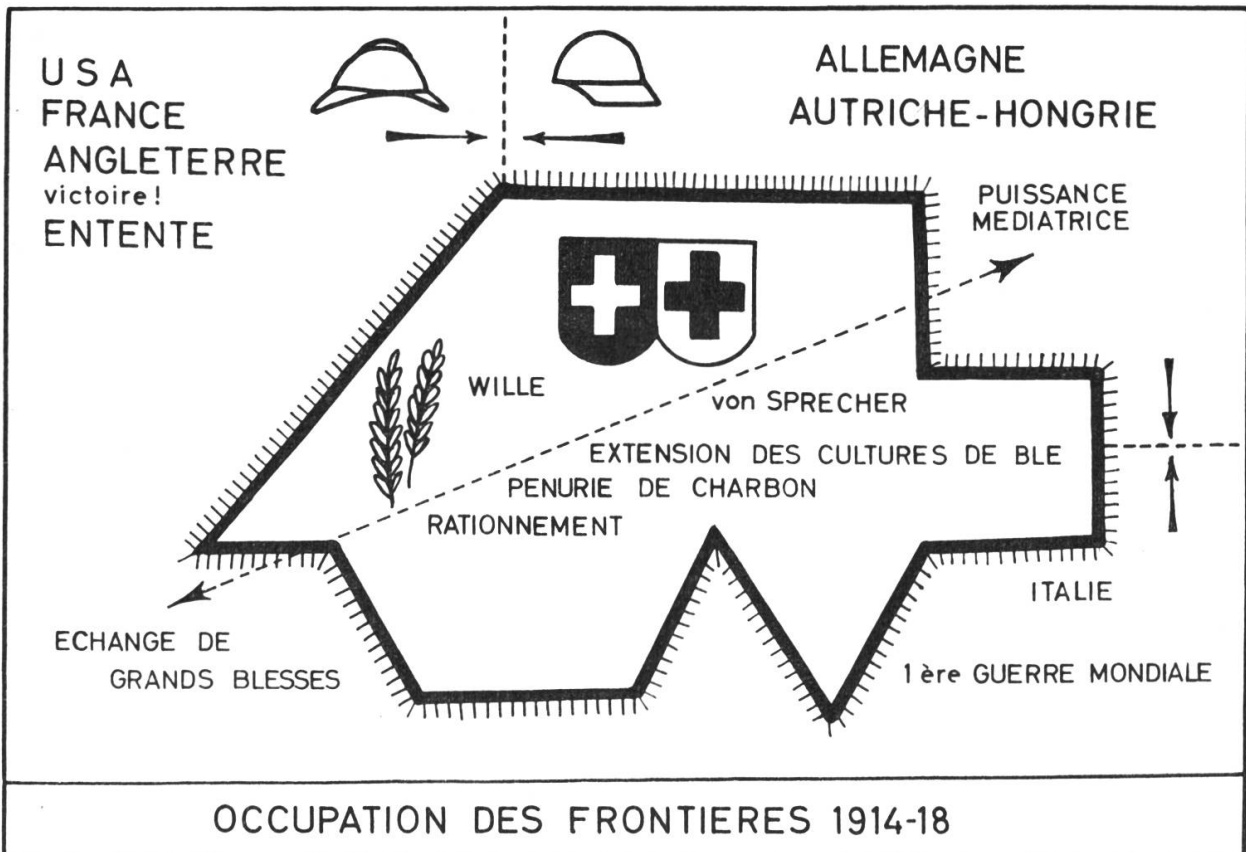 USA
FRANCE
ANGLETERRE
victoire!
ENTENTE
ALLEMAGNE
AUTRICHE-HONGRIE
PUISSANCE
MEDIATRICE
WILLE
von SPRECHER
EXTENSION DES CULTURES DE BLE
PENURIE DE CHARBON
RATIONNEMENT
ITALIE
ECHANGE DE
GRANDS BLESSES
1ère GUERRE MONDIALE
OCCUPATION DES FRONTIERES 1914-18